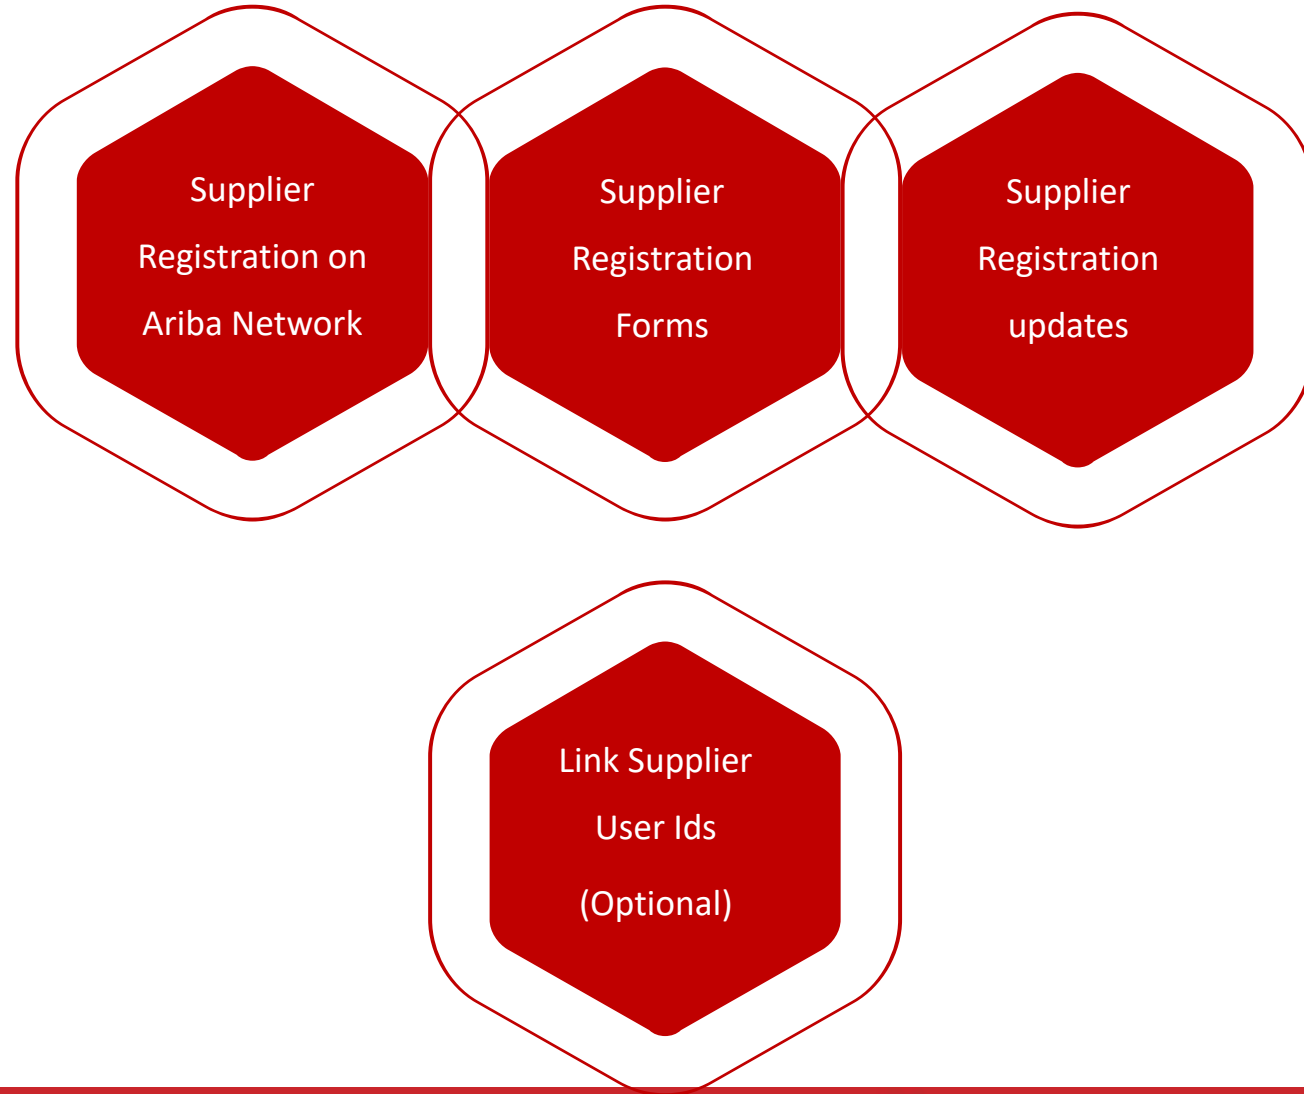 Supplier
Registration on
Ariba Network
Supplier
Registration
Forms
Supplier
Registration
updates
Link Supplier
User Ids
(Optional)